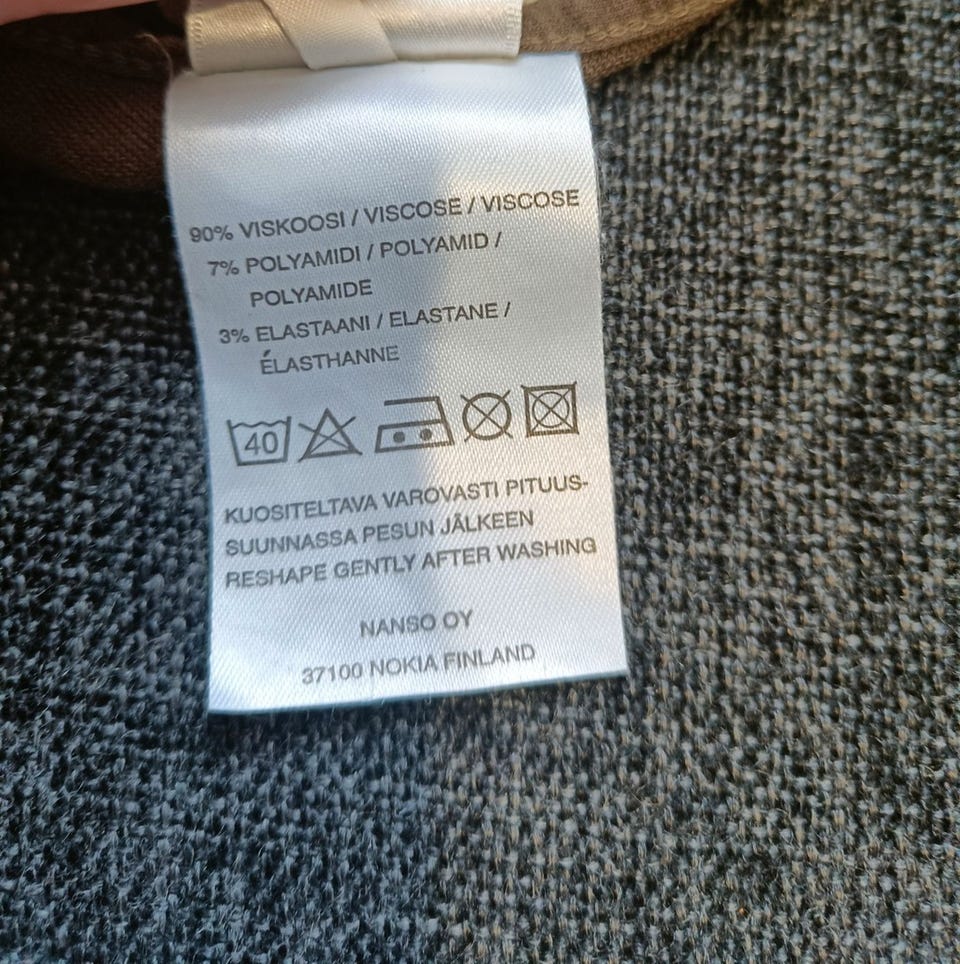 90% VISKOOSI / VISCOSE / VISCOSE
7% POLYAMIDI / POLYAMID /
POLYAMIDE
3% ELASTAANI / ELASTANE /
ÉLASTHANNE
40
KUOSITELTAVA VAROVASTI PITUUS-
SUUNNASSA PESUN JÄLKEEN
RESHAPE GENTLY AFTER WASHING
NANSO OY
37100 NOKIA FINLAND